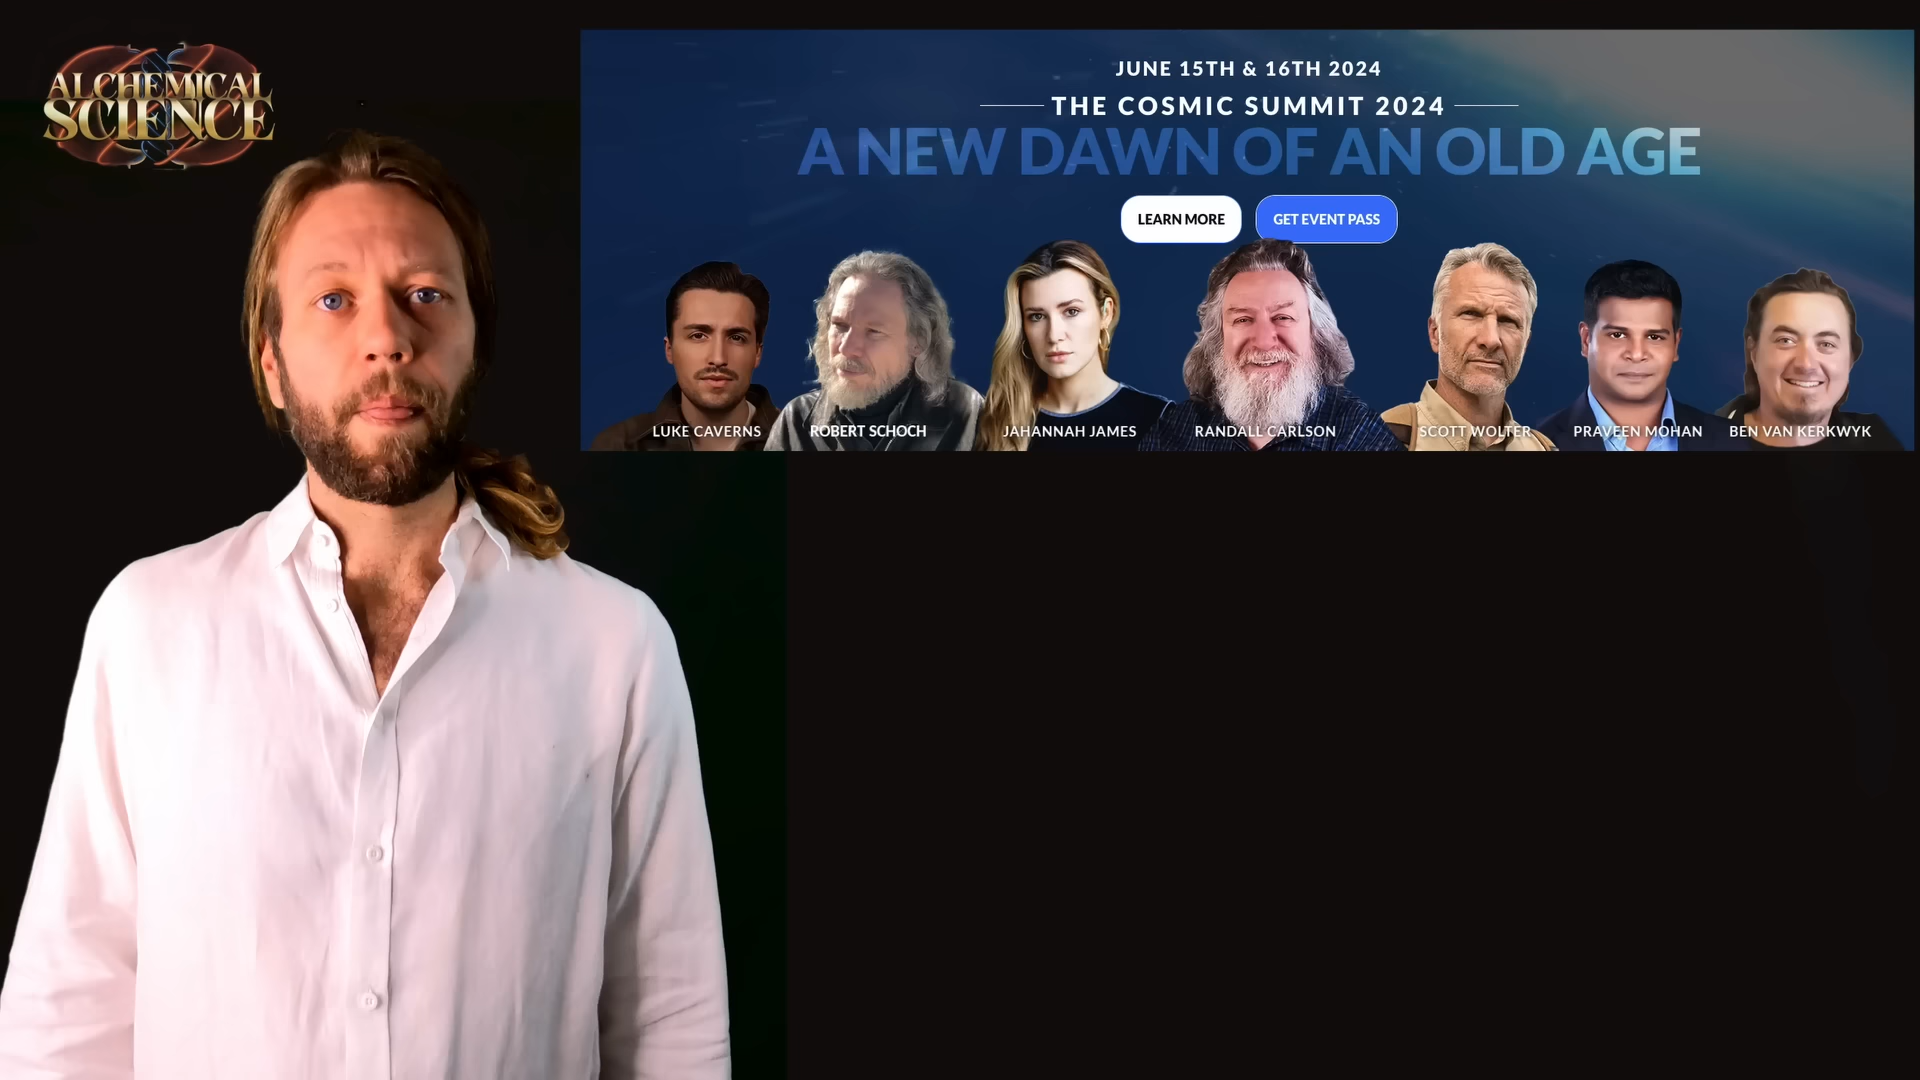 ALCHEMICAL
SCIENCE
JUNE 15TH & 16TH 2024
THE COSMIC SUMMIT 2024
A NEW DAWN OF AN OLD AGE
LEARN MORE
GET EVENT PASS
LUKE CAVERNS
ROBERT SCHOCH
JAHANNAH JAMES
RANDALL CARLSON
SCOTT WOLTER
PRAVEEN MOHAN
BEN VAN KERKWYK